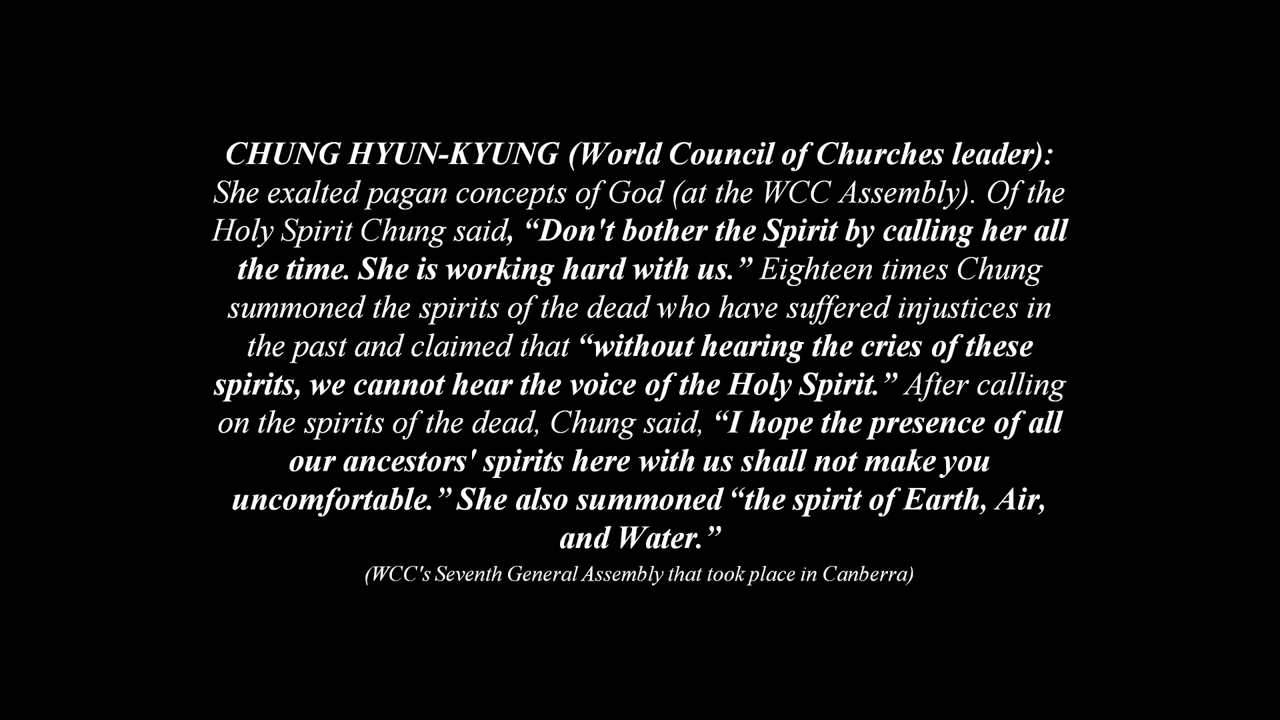 CHUNG HYUN-KYUNG (World Council of Churches leader):
She exalted pagan concepts of God (at the WCC Assembly). Of the
Holy Spirit Chung said, “Don't bother the Spirit by calling her all
the time. She is working hard with us.” Eighteen times Chung
summoned the spirits of the dead who have suffered injustices in
the past and claimed that “without hearing the cries of these
spirits, we cannot hear the voice of the Holy Spirit.” After calling
on the spirits of the dead, Chung said, “I hope the presence of all
our ancestors' spirits here with us shall not make you
uncomfortable.” She also summoned “the spirit of Earth, Air,
and Water.”
(WCC's Seventh General Assembly that took place in Canberra)